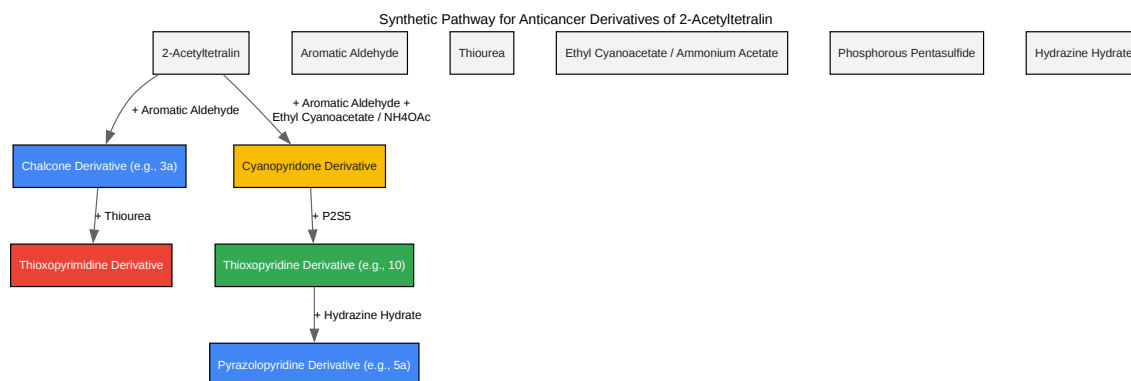 Synthetic Pathway for Anticancer Derivatives of 2-Acetyltetralin
2-Acetyltetralin
Aromatic Aldehyde
Thiourea
Ethyl Cyanoacetate / Ammonium Acetate
Phosphorous Pentasulfide
Hydrazine Hydrate
+ Aromatic Aldehyde
+ Aromatic Aldehyde +
Ethyl Cyanoacetate / NH4OAc
Chalcone Derivative (e.g., 3a)
Cyanopyridone Derivative
+ Thiourea
+ P2S5
Thioxopyrimidine Derivative
Thioxopyridine Derivative (e.g., 10)
+ Hydrazine Hydrate
Pyrazolopyridine Derivative (e.g., 5a)